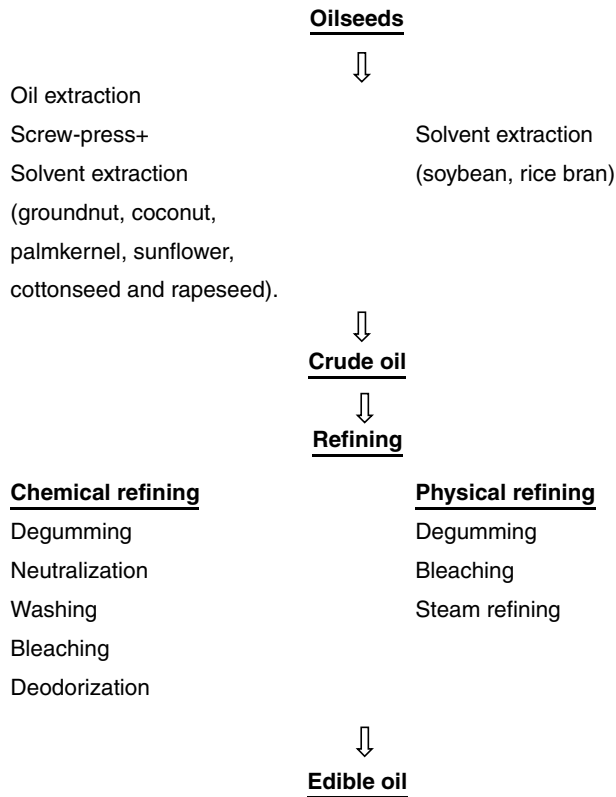 Oilseeds
Oil extraction
Screw-press+
Solvent extraction
(groundnut, coconut,
palmkernel, sunflower,
cottonseed and rapeseed).
Solvent extraction
(soybean, rice bran)
Crude oil
Refining
Chemical refining
Degumming
Neutralization
Washing
Bleaching
Deodorization
Physical refining
Degumming
Bleaching
Steam refining
Edible oil